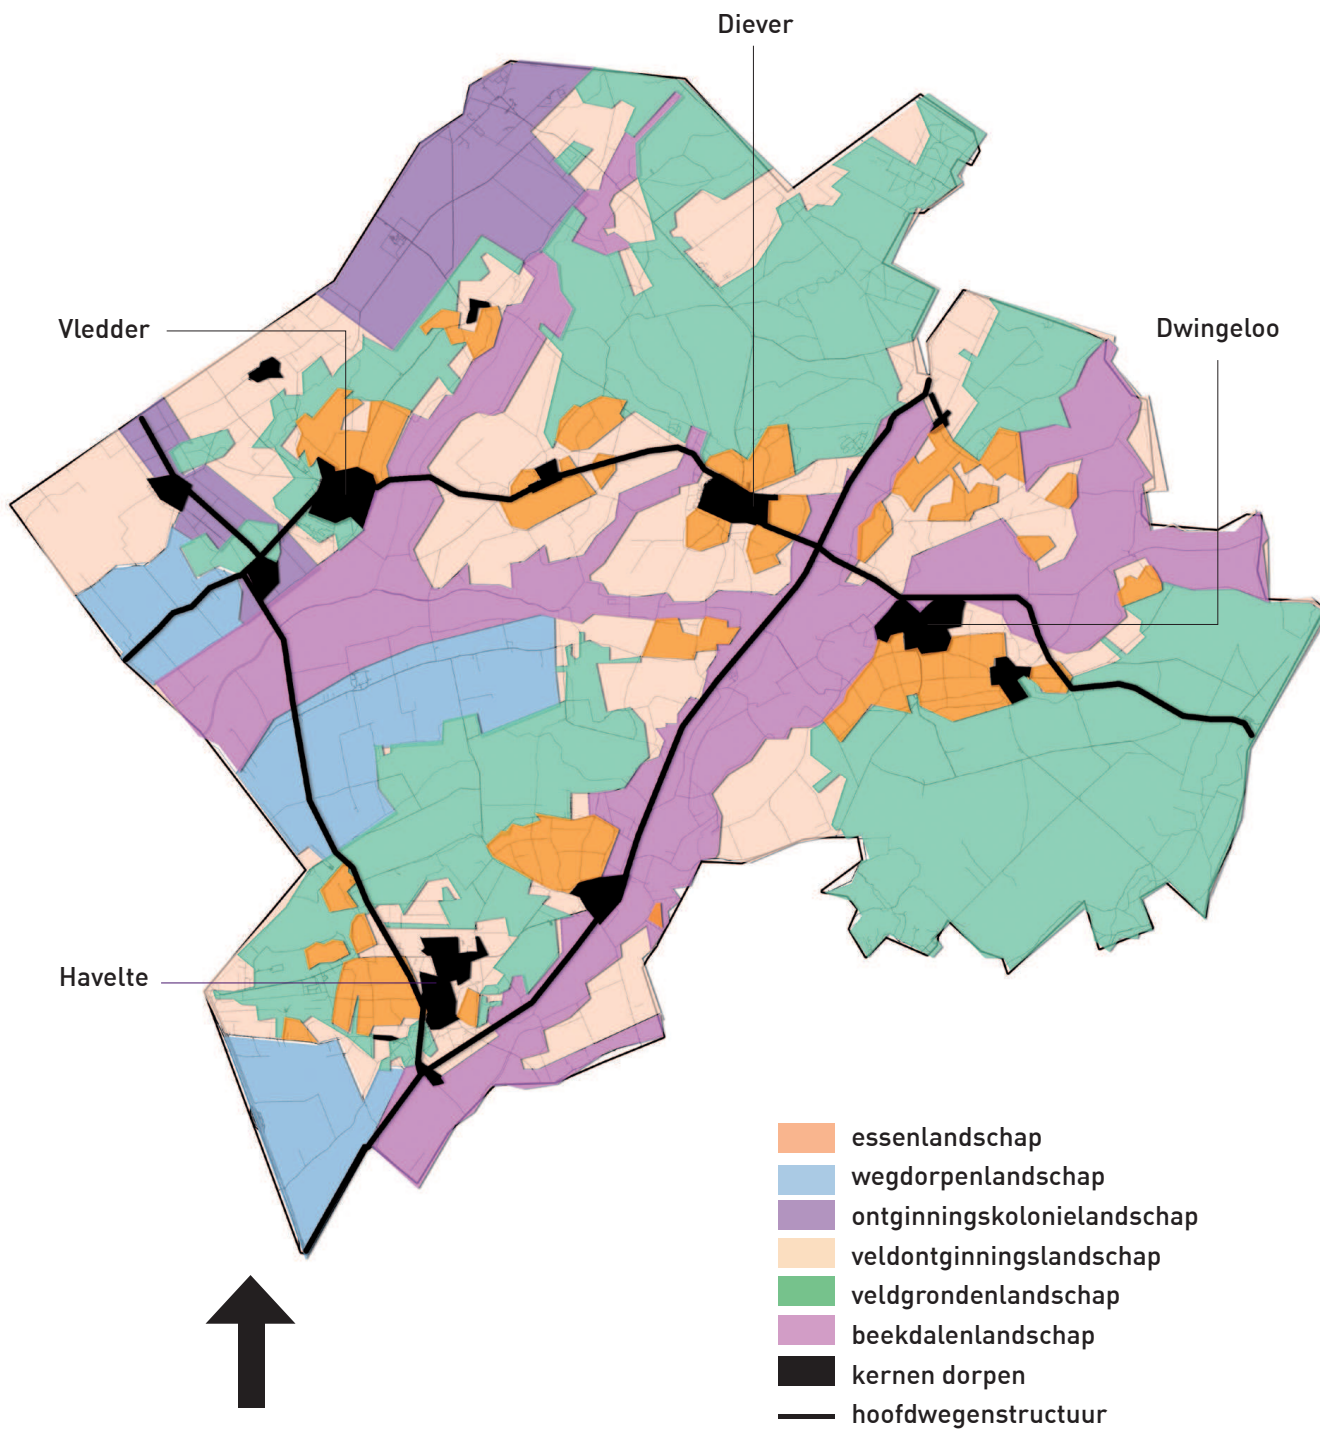 Diever
Vledder
Dwingeloo
Havelte
essenlandschap
wegdorpenlandschap
ontginningskolonielandschap
veldontginningslandschap
veldgrondenlandschap
beekdalenlandschap
kernen dorpen
hoofdwegenstructuur